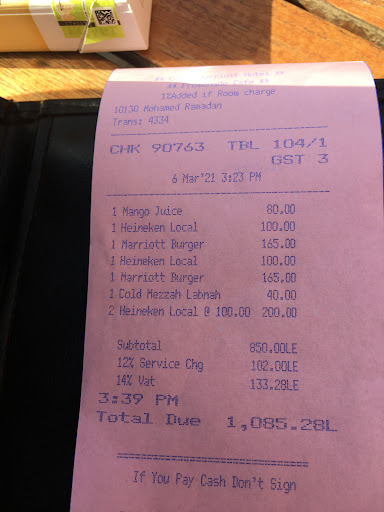 Marriott Hotel **
1%Added if Room charge
10130 Mohamed Ramadan
Trans: 4334
CHK 90763 TBL 104/1
GST 3
6 Mar'21 3:23 PM
1 Mango Juice 80.00
1 Heineken Local 100.00
1 Marriott Burger 165.00
1 Heineken Local 100.00
1 Marriott Burger 165.00
1 Cold Mezzah Labnah 40.00
2 Heineken Local @ 100.00 200.00
Subtotal 850.00LE
12% Service Chg 102.00LE
14% Vat 133.28LE
3:39 PM
Total Due 1,085.28L
If You Pay Cash Don't Sign